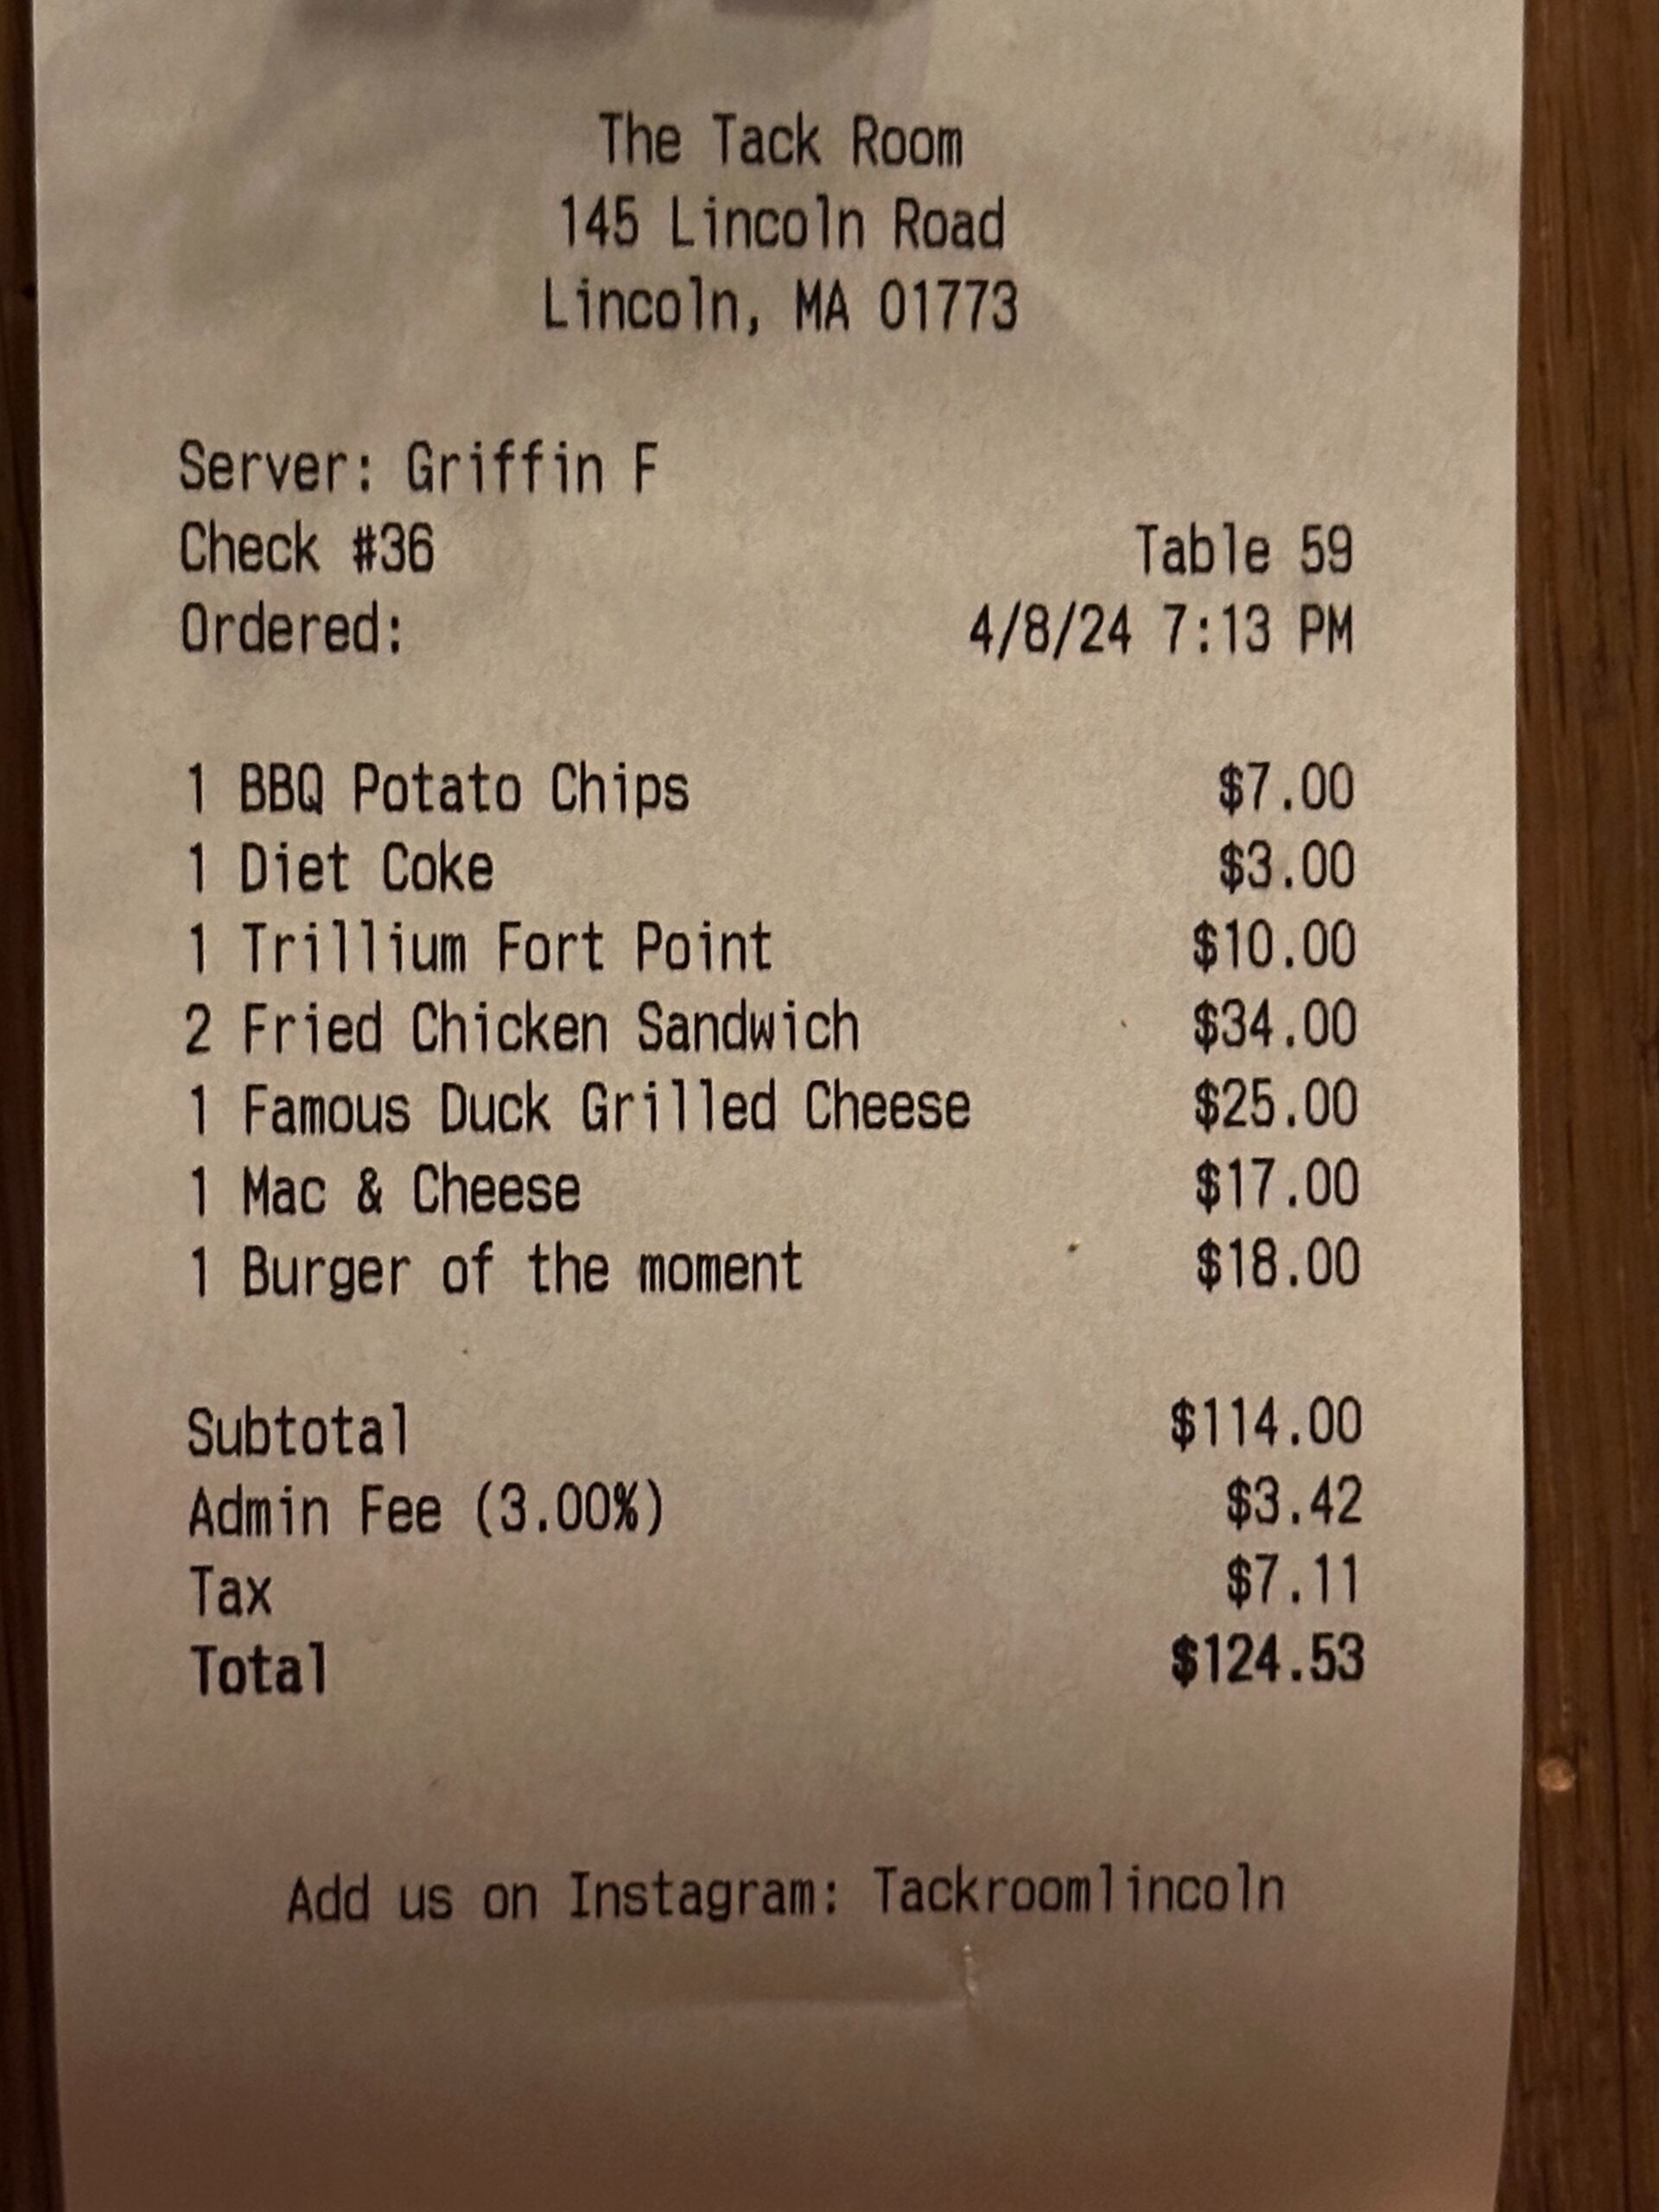 The Tack Room
145 Lincoln Road
Lincoln, MA 01773
Server: Griffin F
Check #36 Table 59
Ordered: 4/8/24 7:13 PM
1 BBQ Potato Chips $7.00
1 Diet Coke $3.00
1 Trillium Fort Point $10.00
2 Fried Chicken Sandwich $34.00
1 Famous Duck Grilled Cheese $25.00
1 Mac & Cheese $17.00
1 Burger of the moment $18.00
Subtotal $114.00
Admin Fee (3.00%) $3.42
Tax $7.11
Total $124.53
Add us on Instagram: Tackroomlincoln